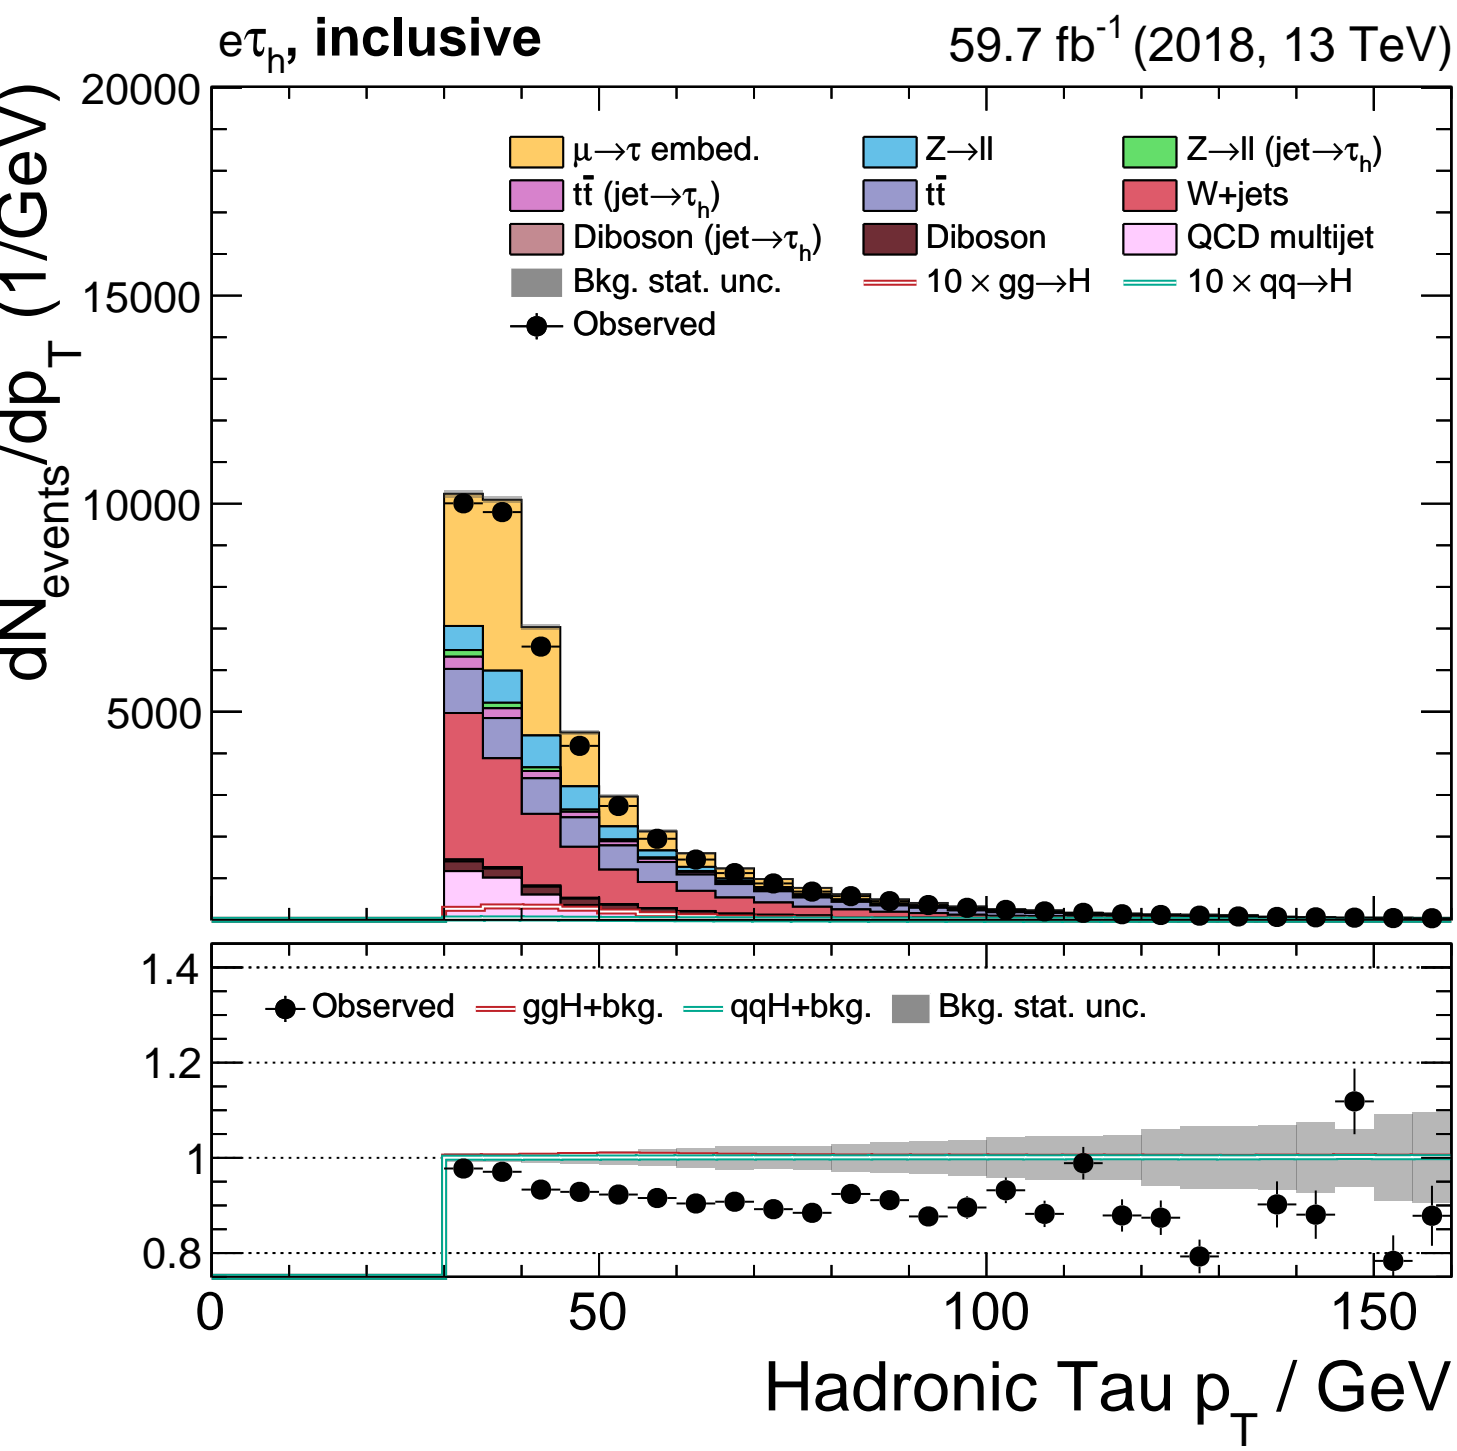 eτh, inclusive 59.7 fb-1 (2018, 13 TeV)
dNevents/dpT (1/GeV)
20000
15000
10000
5000
μ→τ embed. Z→ll Z→ll (jet→τh)
tt̄ (jet→τh) tt̄ W+jets
Diboson (jet→τh) Diboson QCD multijet
Bkg. stat. unc. 10 × gg→H 10 × qq→H
Observed
1.4
1.2
1
0.8
Observed ggH+bkg. qqH+bkg. Bkg. stat. unc.
0 50 100 150
Hadronic Tau pT / GeV